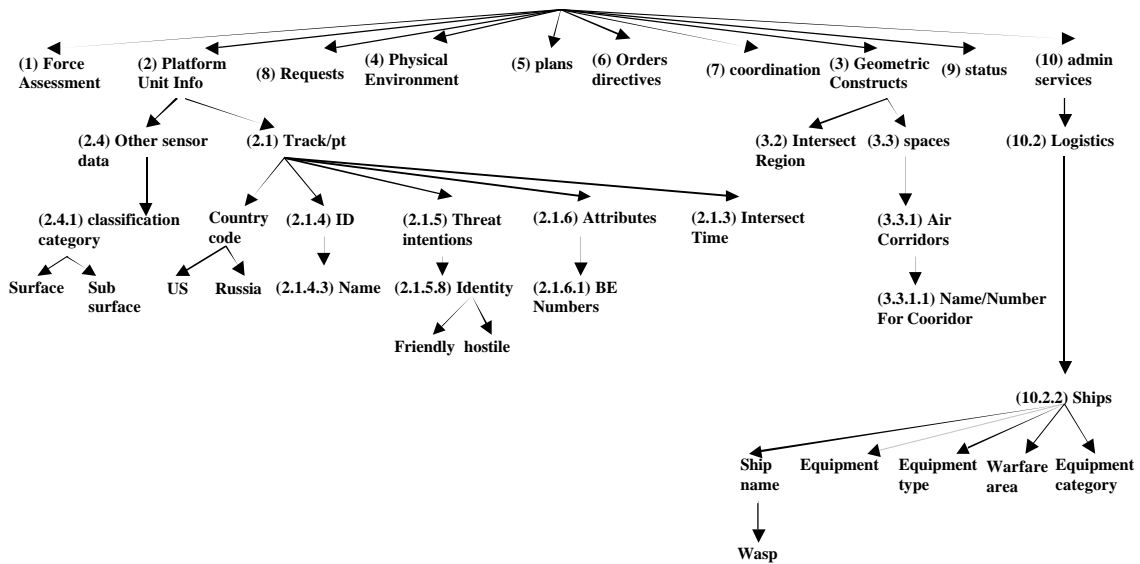 (1) Force
Assessment
(2) Platform
Unit Info
(8) Requests
(4) Physical
Environment
(5) plans
(6) Orders
directives
(7) coordination
(3) Geometric
Constructs
(9) status
(10) admin
services
(2.4) Other sensor
data
(2.1) Track/pt
(3.2) Intersect
Region
(3.3) spaces
(10.2) Logistics
(2.4.1) classification
category
Country
code
(2.1.4) ID
(2.1.5) Threat
intentions
(2.1.6) Attributes
(2.1.3) Intersect
Time
(3.3.1) Air
Corridors
Surface
Sub
surface
US
Russia
(2.1.4.3) Name
(2.1.5.8) Identity
(2.1.6.1) BE
Numbers
(3.3.1.1) Name/Number
For Cooridor
Friendly
hostile
(10.2.2) Ships
Ship
name
Equipment
Equipment
type
Warfare
area
Equipment
category
Wasp